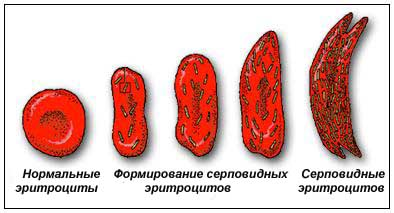 Нормальные
эритроциты
Формирование серповидных
эритроцитов
Серповидные
эритроцитов